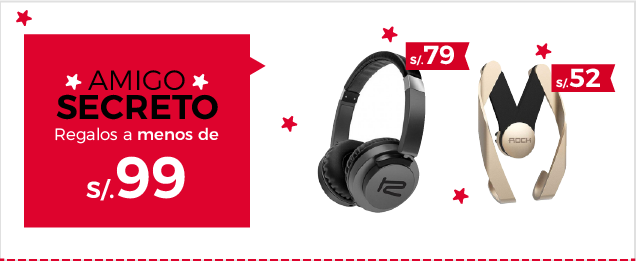 AMIGO
SECRETO
Regalos a menos de
S/.99
S/.79
S/.52
ROCK